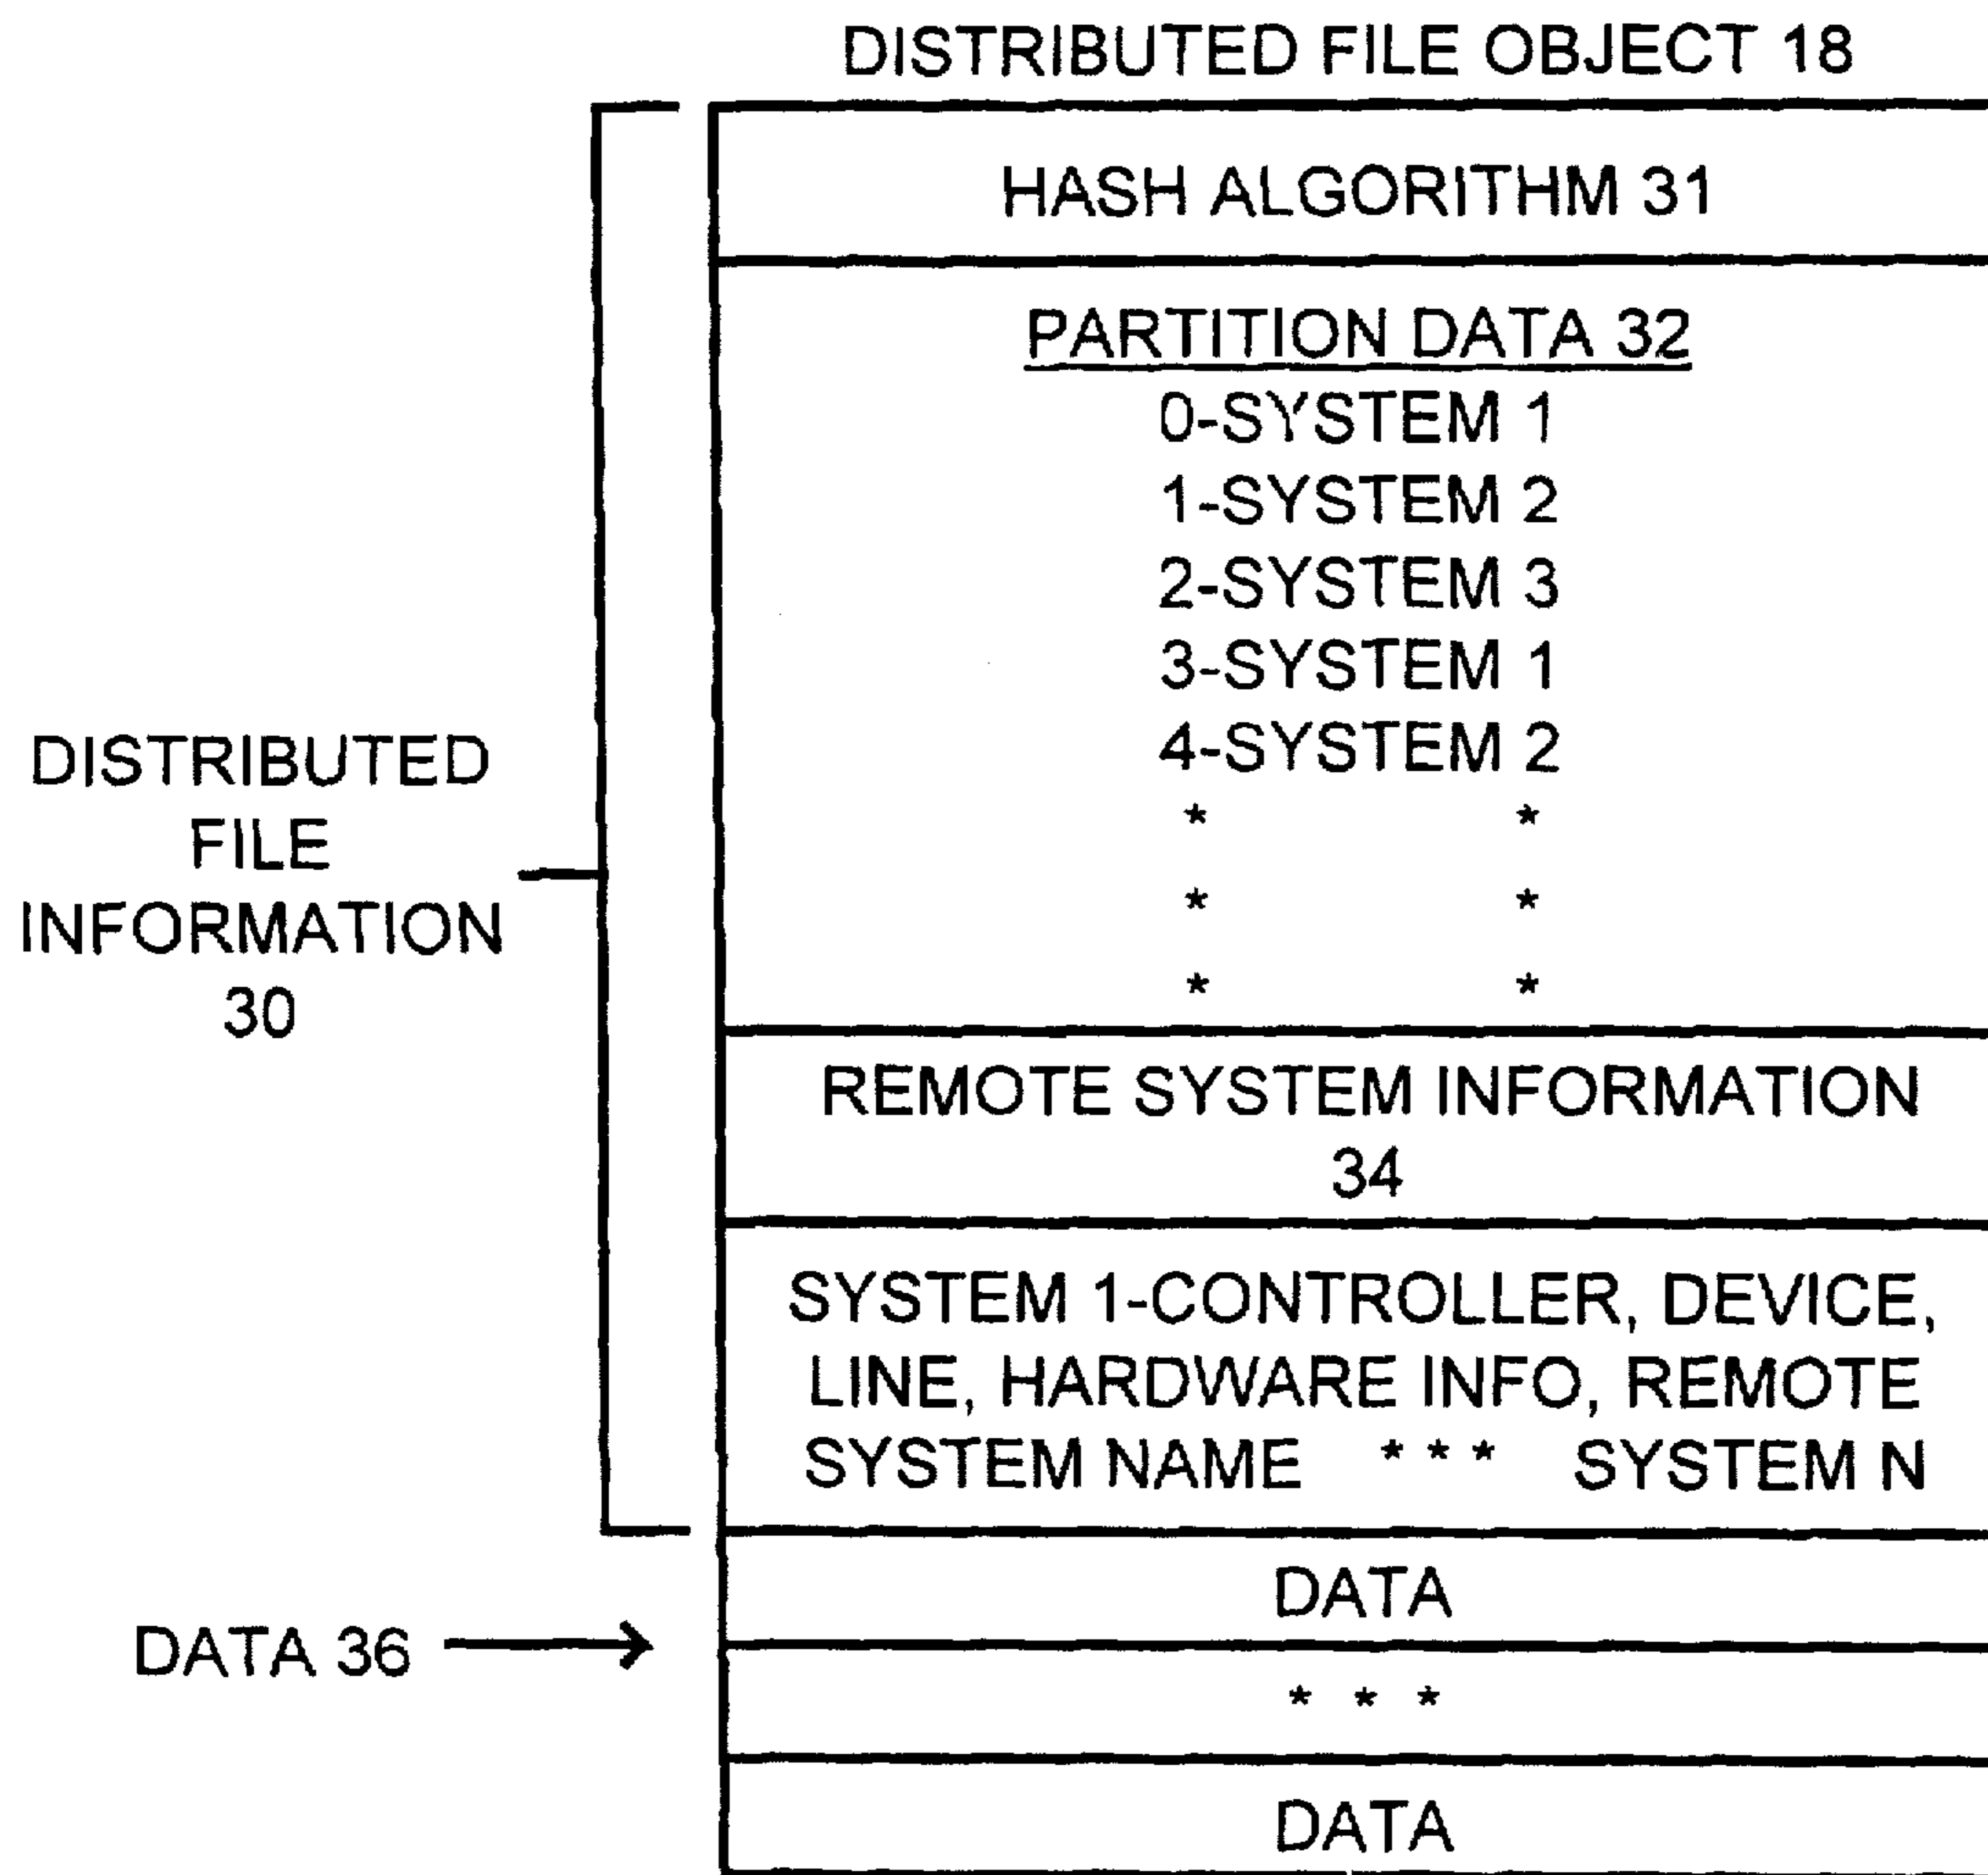 DISTRIBUTED FILE OBJECT 18
HASH ALGORITHM 31
PARTITION DATA 32
0-SYSTEM 1
1-SYSTEM 2
2-SYSTEM 3
3-SYSTEM 1
4-SYSTEM 2
* *
* *
* *
DISTRIBUTED
FILE
INFORMATION
30
REMOTE SYSTEM INFORMATION
34
SYSTEM 1-CONTROLLER, DEVICE,
LINE, HARDWARE INFO, REMOTE
SYSTEM NAME * * * SYSTEM N
DATA
DATA 36
* * *
DATA